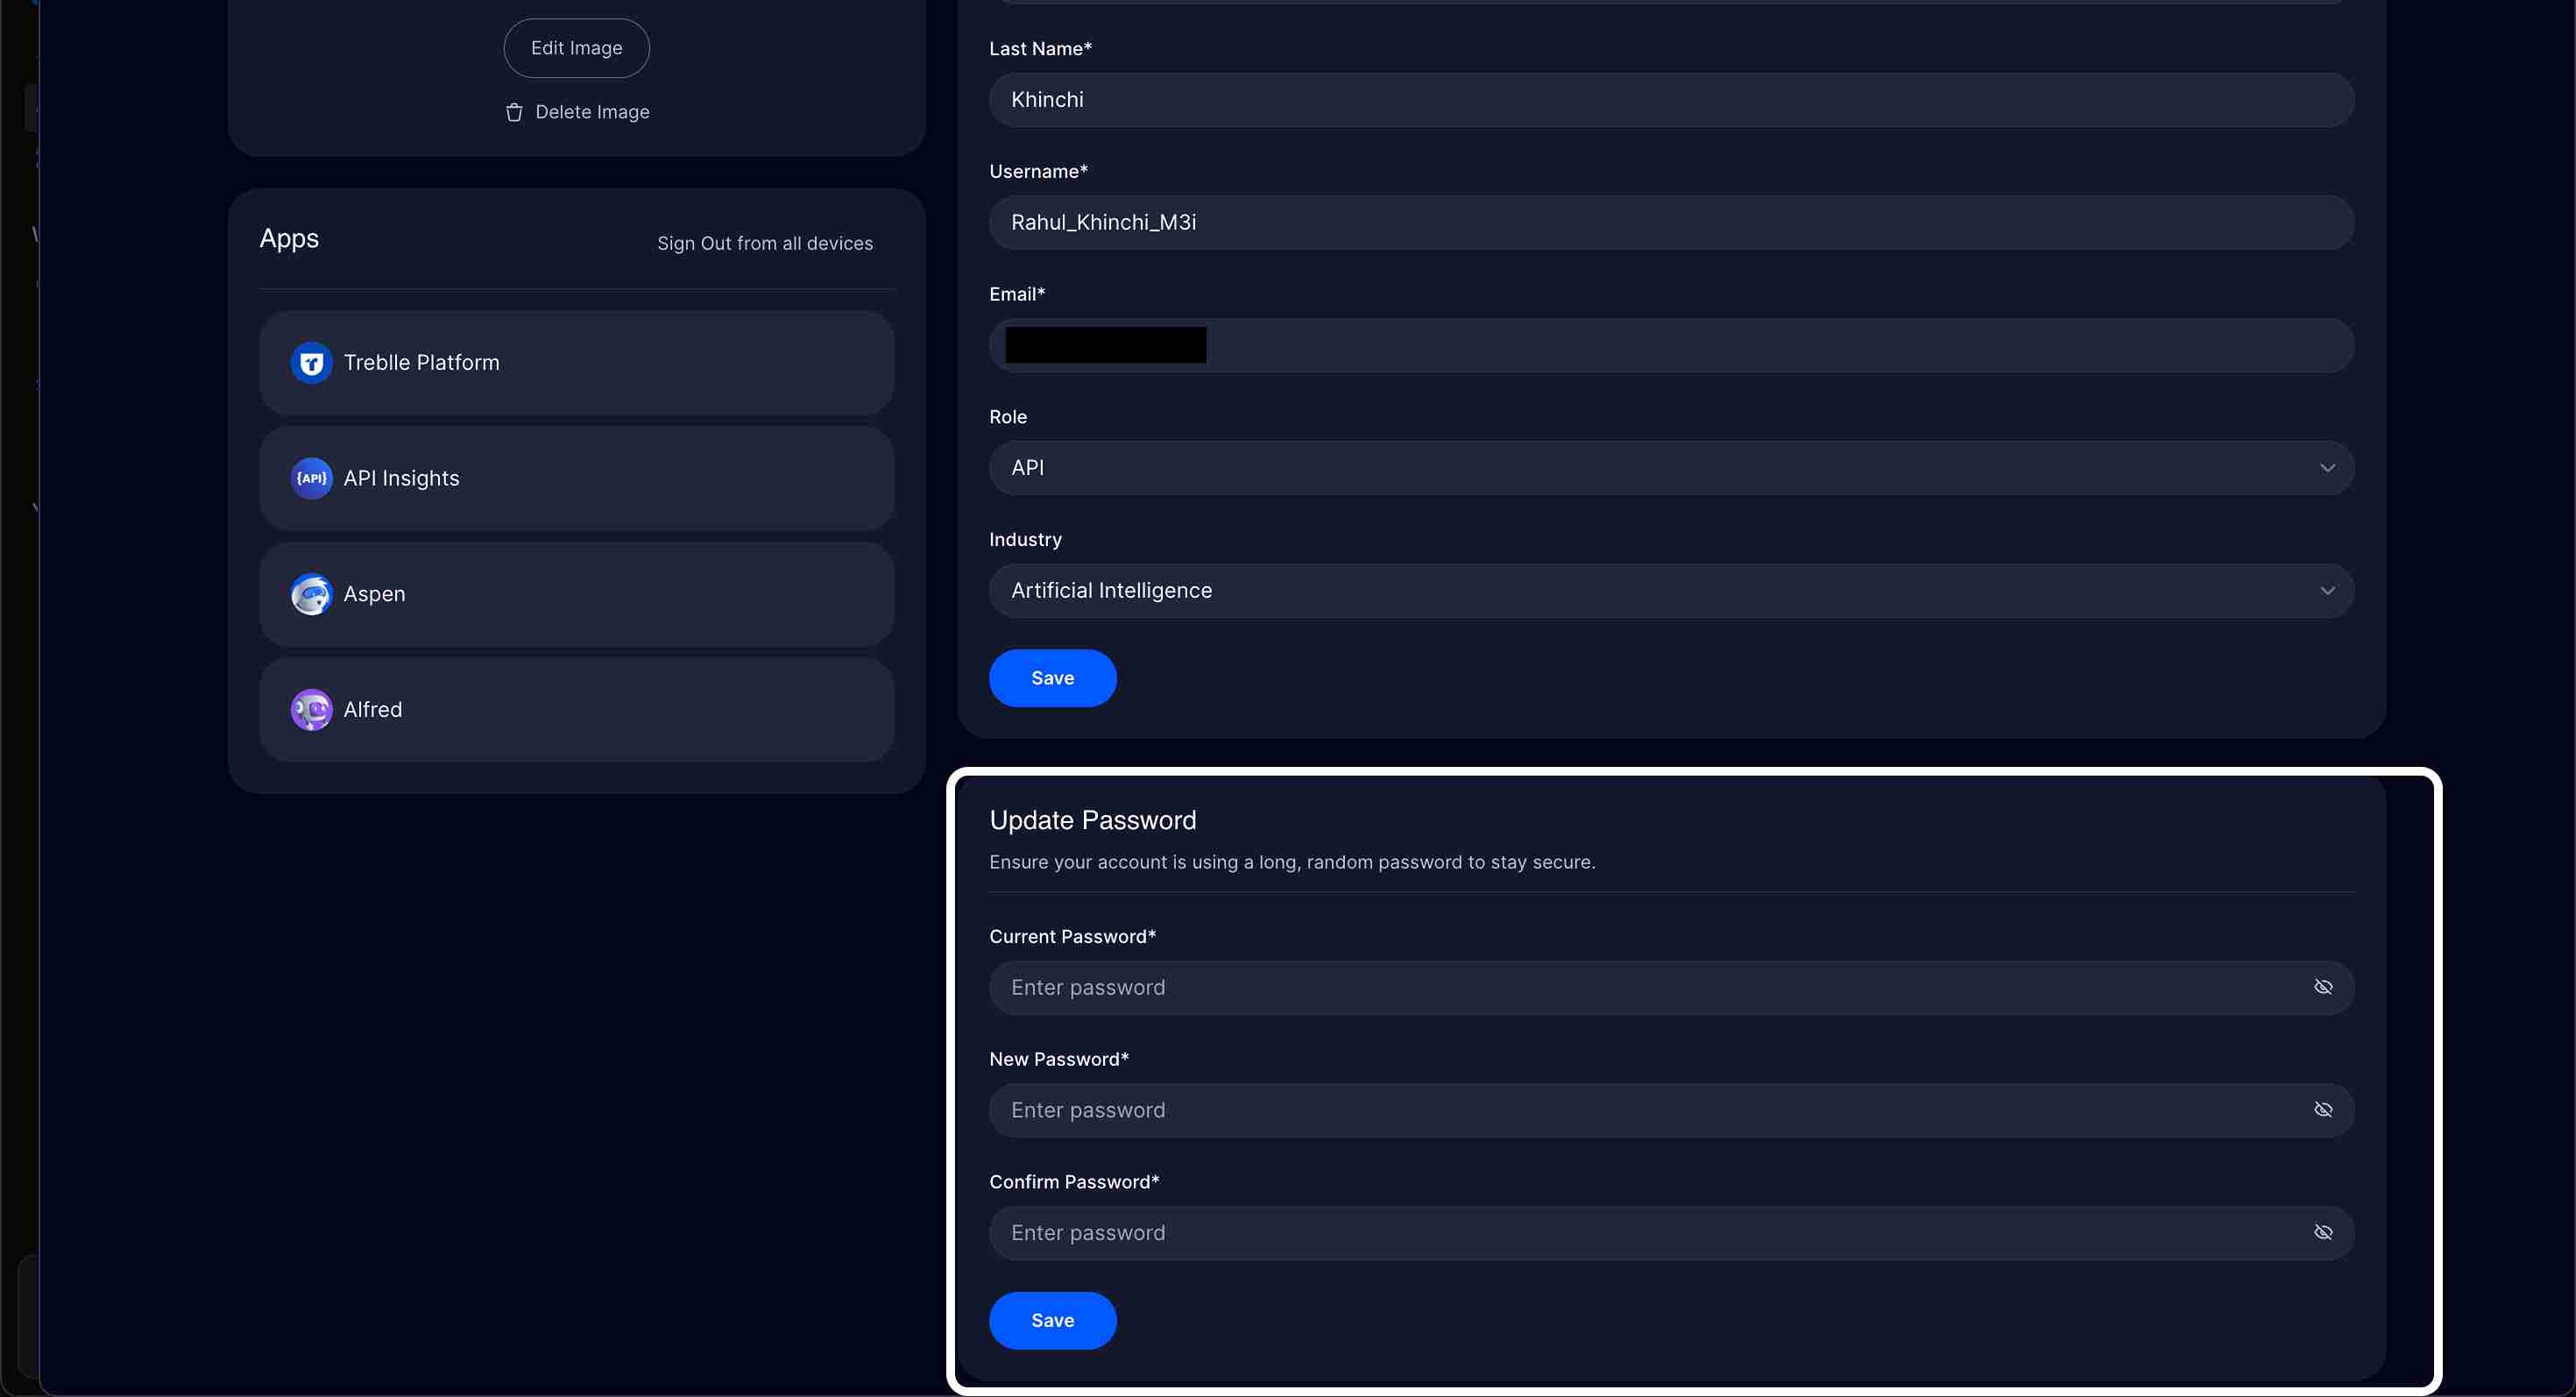 Edit Image
Delete Image
Apps
Sign Out from all devices
Treblle Platform
{API}
API Insights
Aspen
Alfred
Last Name*
Khinchi
Username*
Rahul_Khinchi_M3i
Email*
Role
API
Industry
Artificial Intelligence
Save
Update Password
Ensure your account is using a long, random password to stay secure.
Current Password*
Enter password
New Password*
Enter password
Confirm Password*
Enter password
Save